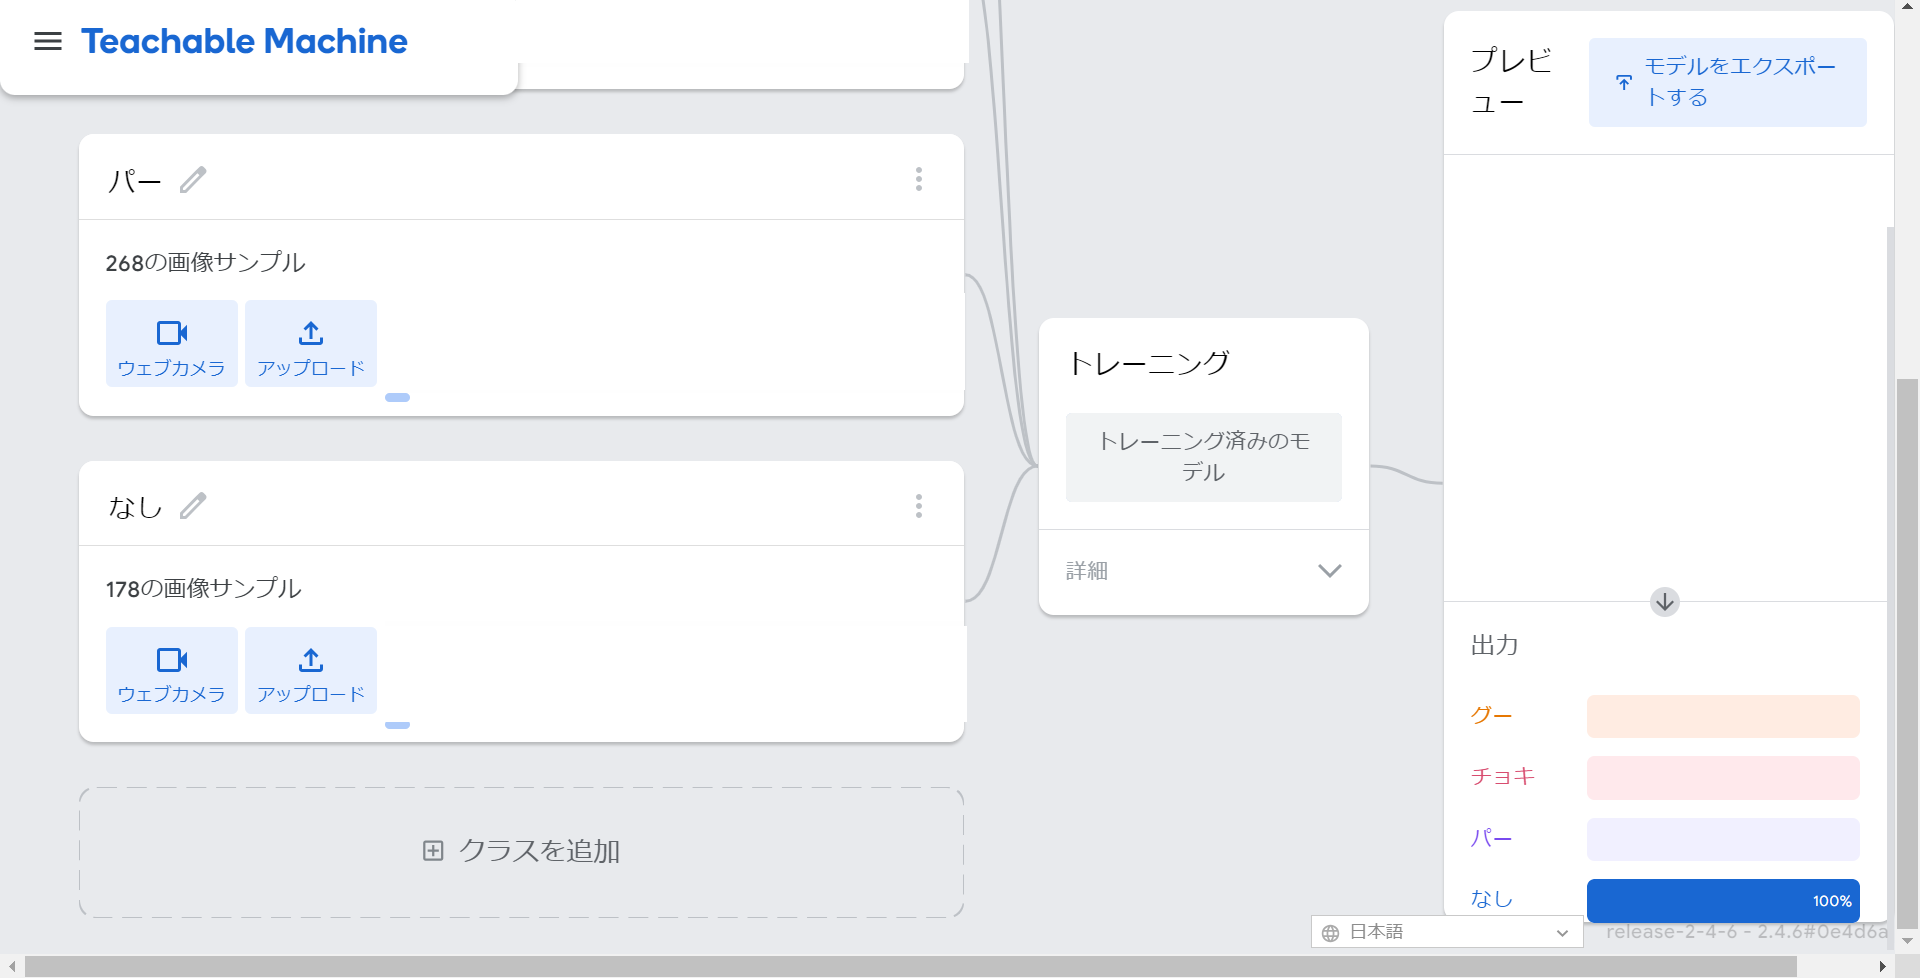 Teachable Machine
パー
268の画像サンプル
ウェブカメラ
アップロード
なし
178の画像サンプル
ウェブカメラ
アップロード
クラスを追加
トレーニング
トレーニング済みのモ
デル
詳細
プレビ
ュー
モデルをエクスポー
トする
出力
グー
チョキ
パー
なし
100%
日本語
release-2-4-6 - 2.4.6#0e4d6a